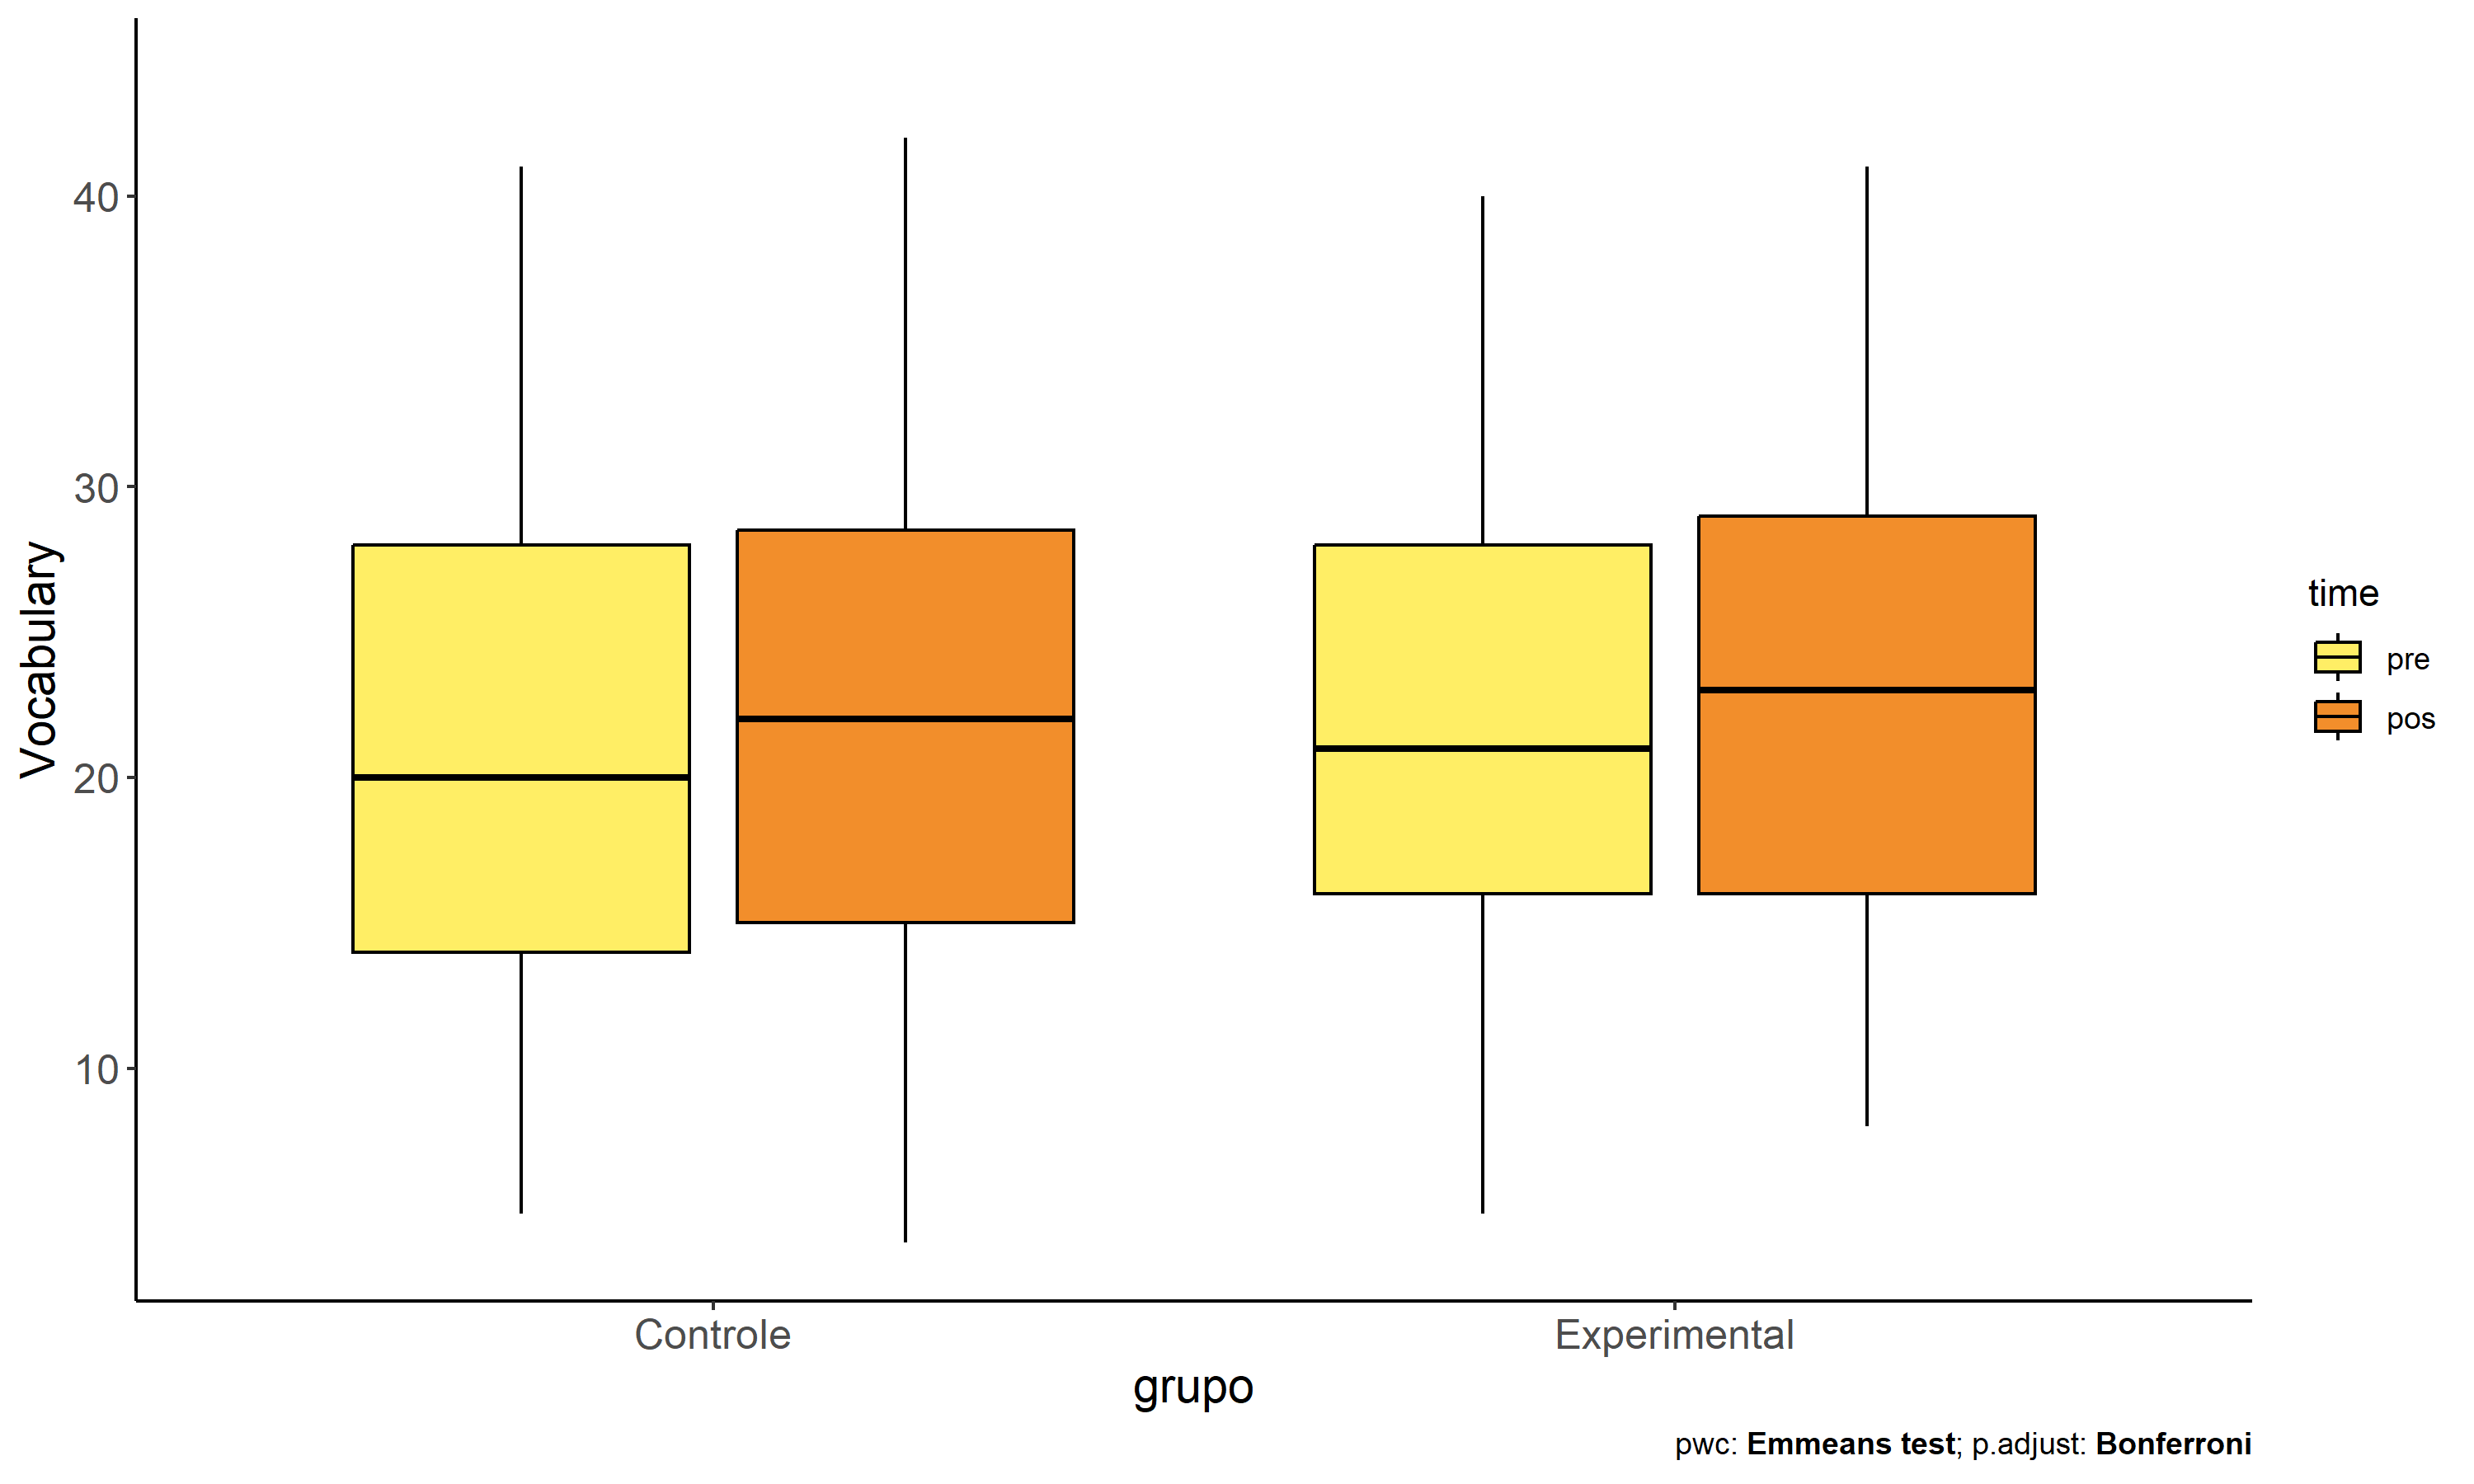 Vocabulary
40
30
20
10
Controle
Experimental
grupo
time
pre
pos
pwc: Emmeans test; p.adjust: Bonferroni